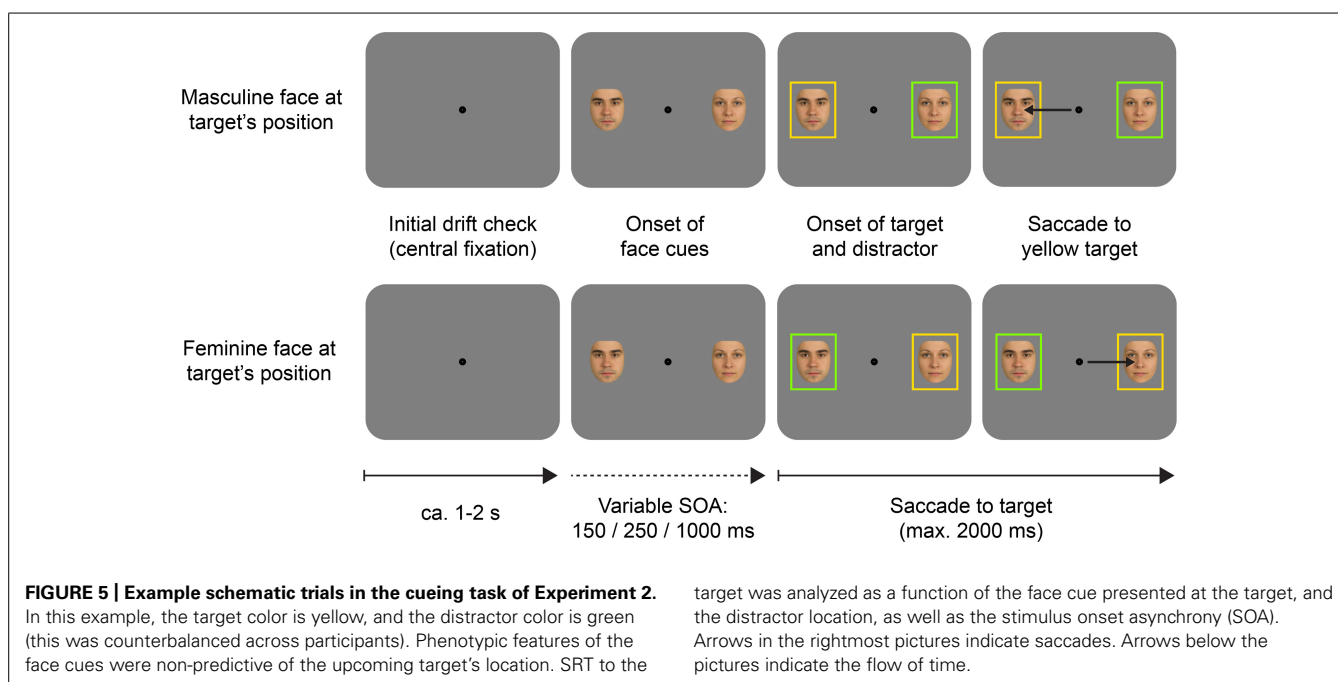 Masculine face at
target's position
Initial drift check
(central fixation)
Onset of
face cues
Onset of target
and distractor
Saccade to
yellow target
Feminine face at
target's position
ca. 1-2 s
Variable SOA:
150 / 250 / 1000 ms
Saccade to target
(max. 2000 ms)
FIGURE 5 | Example schematic trials in the cueing task of Experiment 2.
In this example, the target color is yellow, and the distractor color is green
(this was counterbalanced across participants). Phenotypic features of the
face cues were non-predictive of the upcoming target's location. SRT to the
target was analyzed as a function of the face cue presented at the target, and
the distractor location, as well as the stimulus onset asynchrony (SOA).
Arrows in the rightmost pictures indicate saccades. Arrows below the
pictures indicate the flow of time.